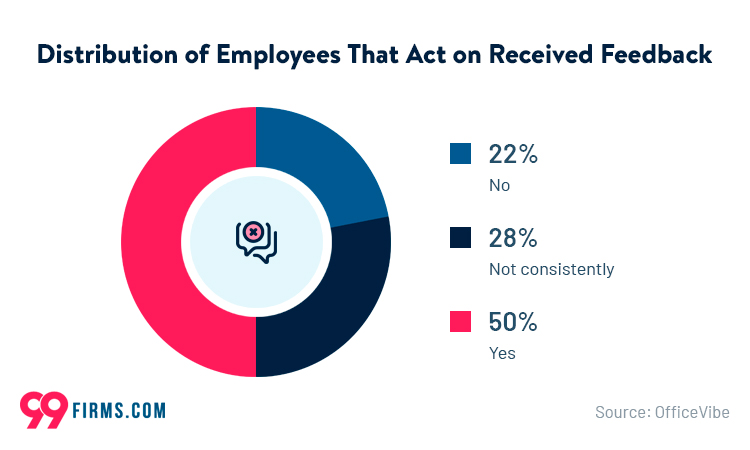 Distribution of Employees That Act on Received Feedback
22%
No
28%
Not consistently
50%
Yes
99FIRMS.COM
Source: OfficeVibe